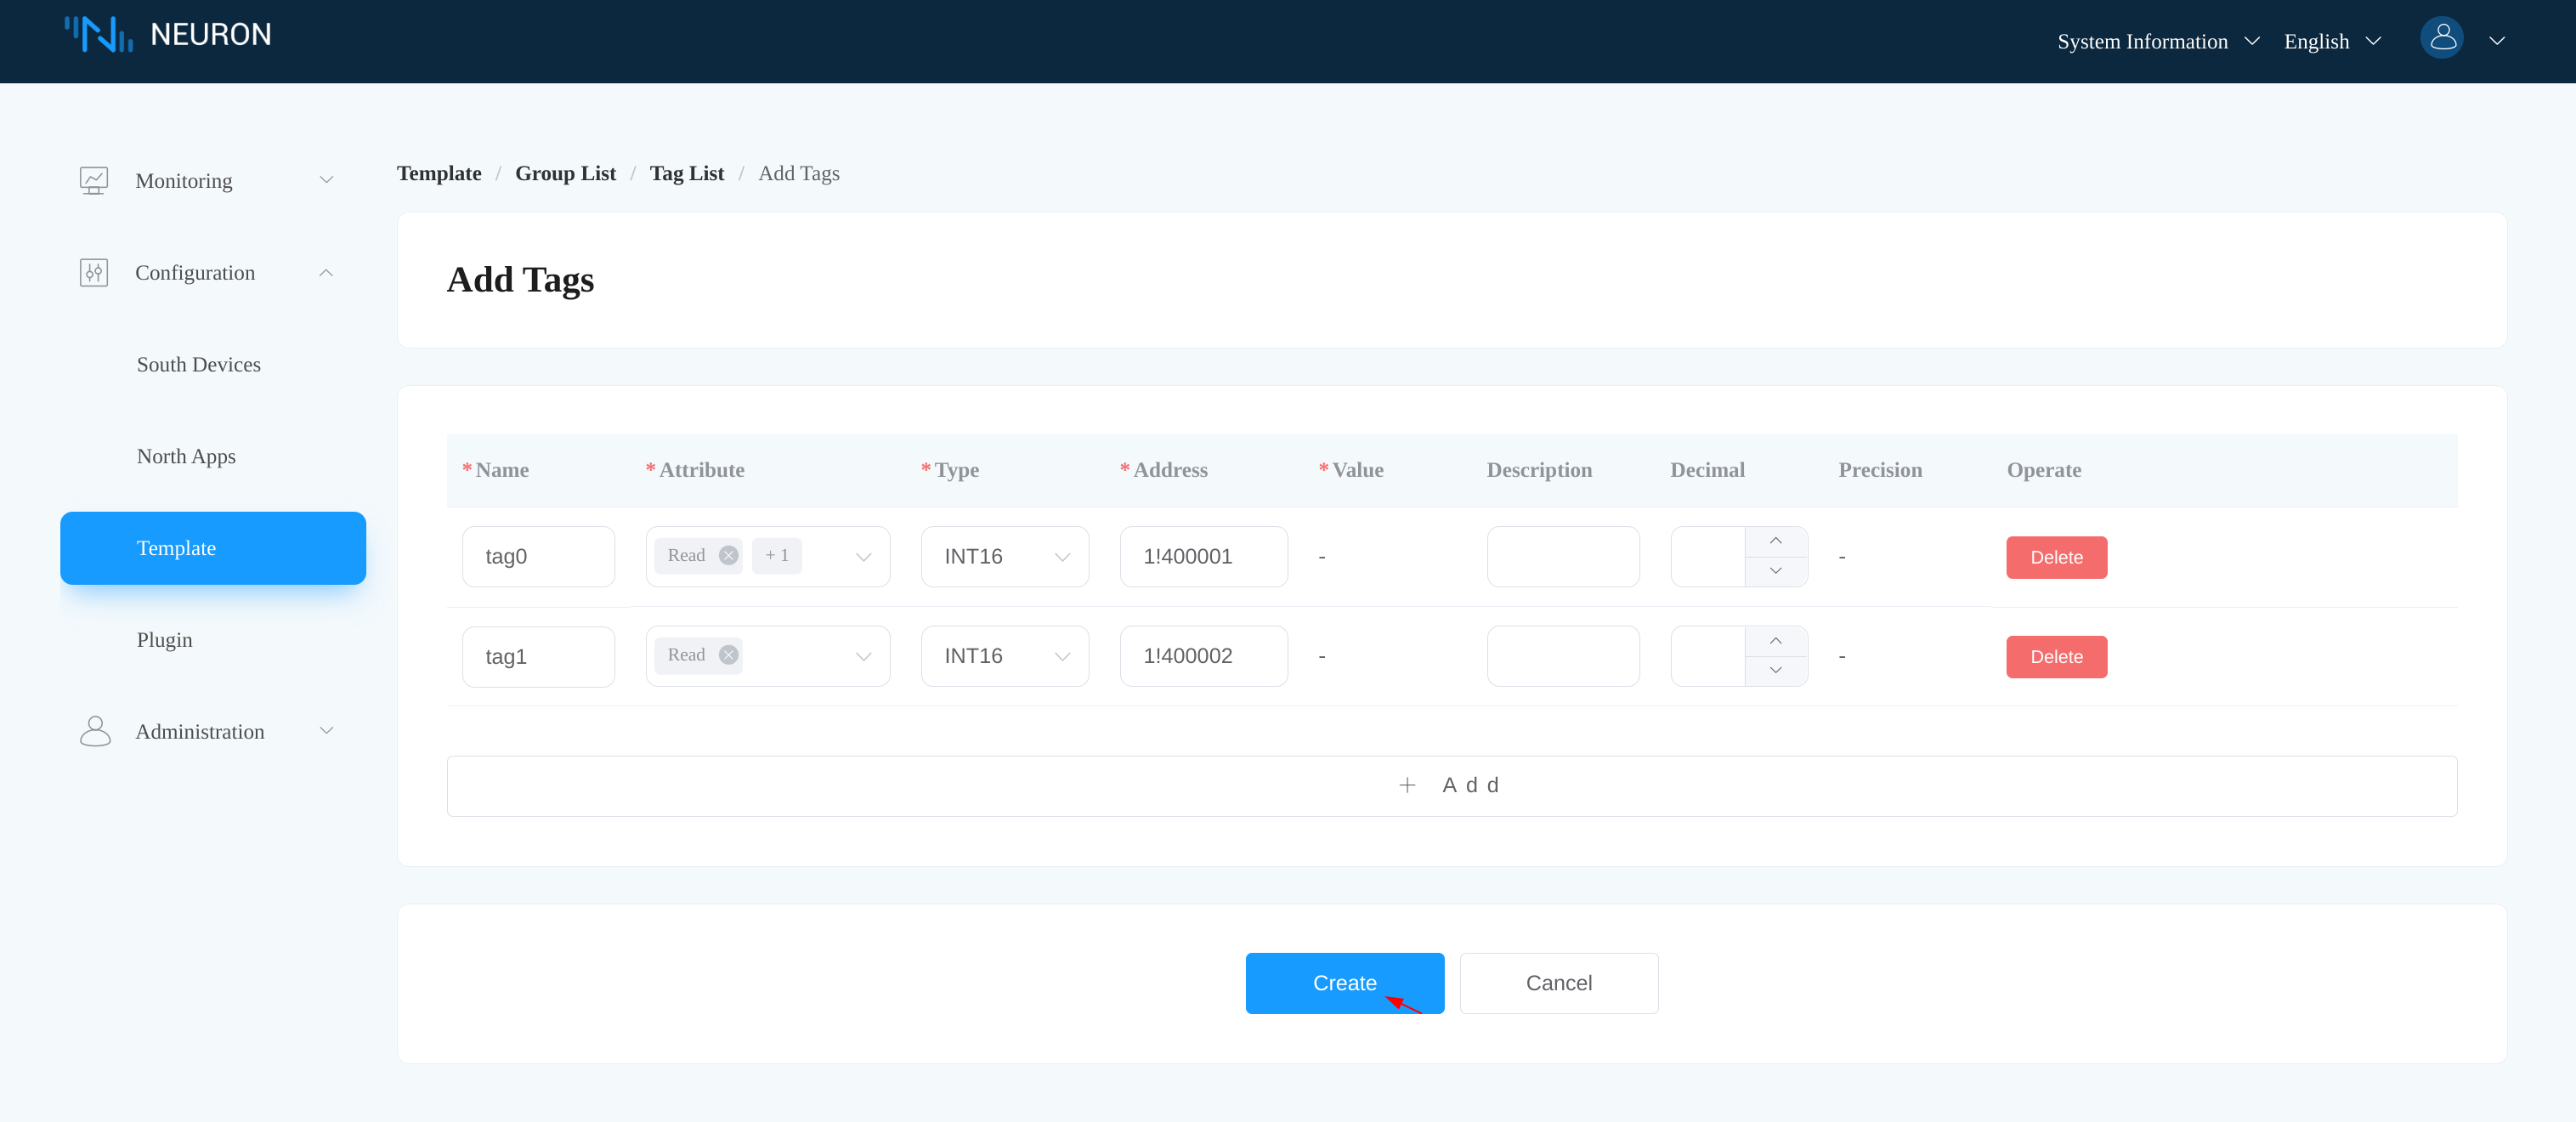 NEURON
System Information
English
Monitoring
Configuration
South Devices
North Apps
Template
Plugin
Administration
Template / Group List / Tag List / Add Tags
Add Tags
* Name * Attribute * Type * Address * Value Description Decimal Precision Operate
tag0 Read + 1 INT16 1!400001 - - Delete
tag1 Read INT16 1!400002 - - Delete
+ Add
Create Cancel